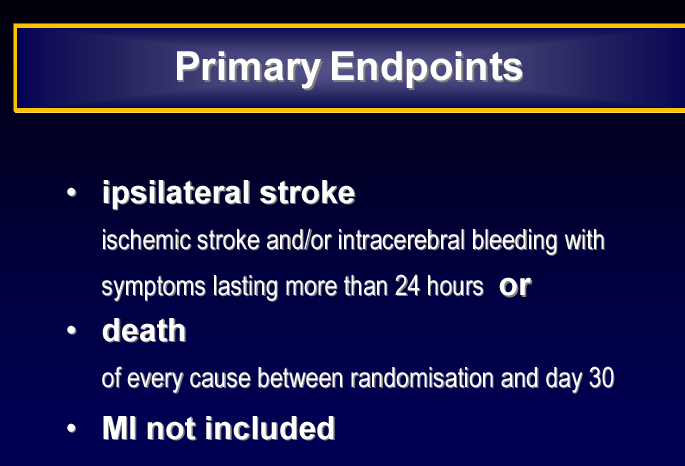 Primary Endpoints
• ipsilateral stroke
ischemic stroke and/or intracerebral bleeding with
symptoms lasting more than 24 hours or
• death
of every cause between randomisation and day 30
• MI not included